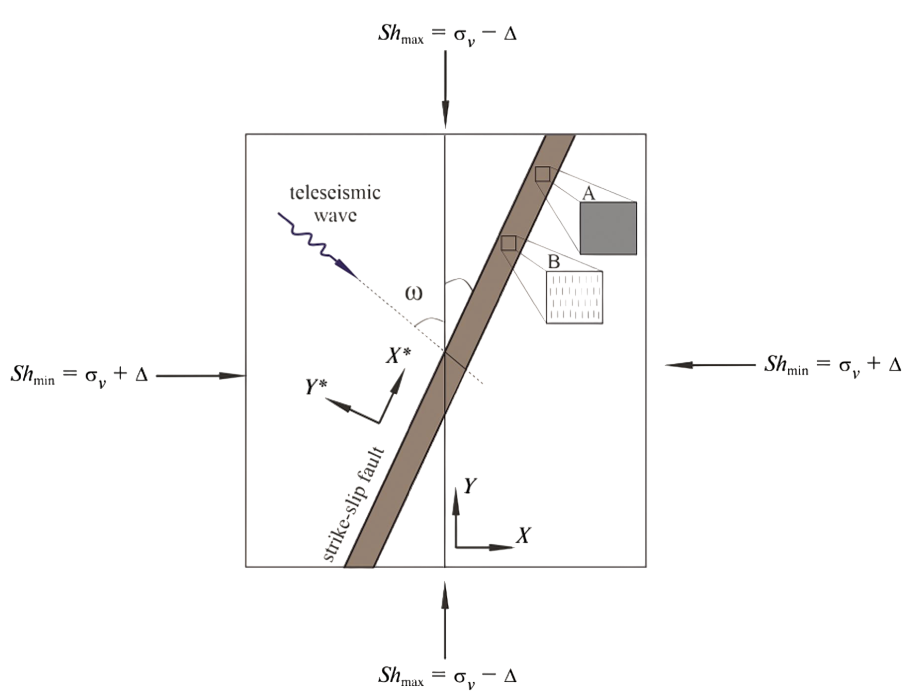 Shmax = σv − Δ
teleseismic
wave
A
B
ω
X*
Y*
Shmin = σv + Δ
Shmin = σv + Δ
strike-slip fault
Y
X
Shmax = σv − Δ